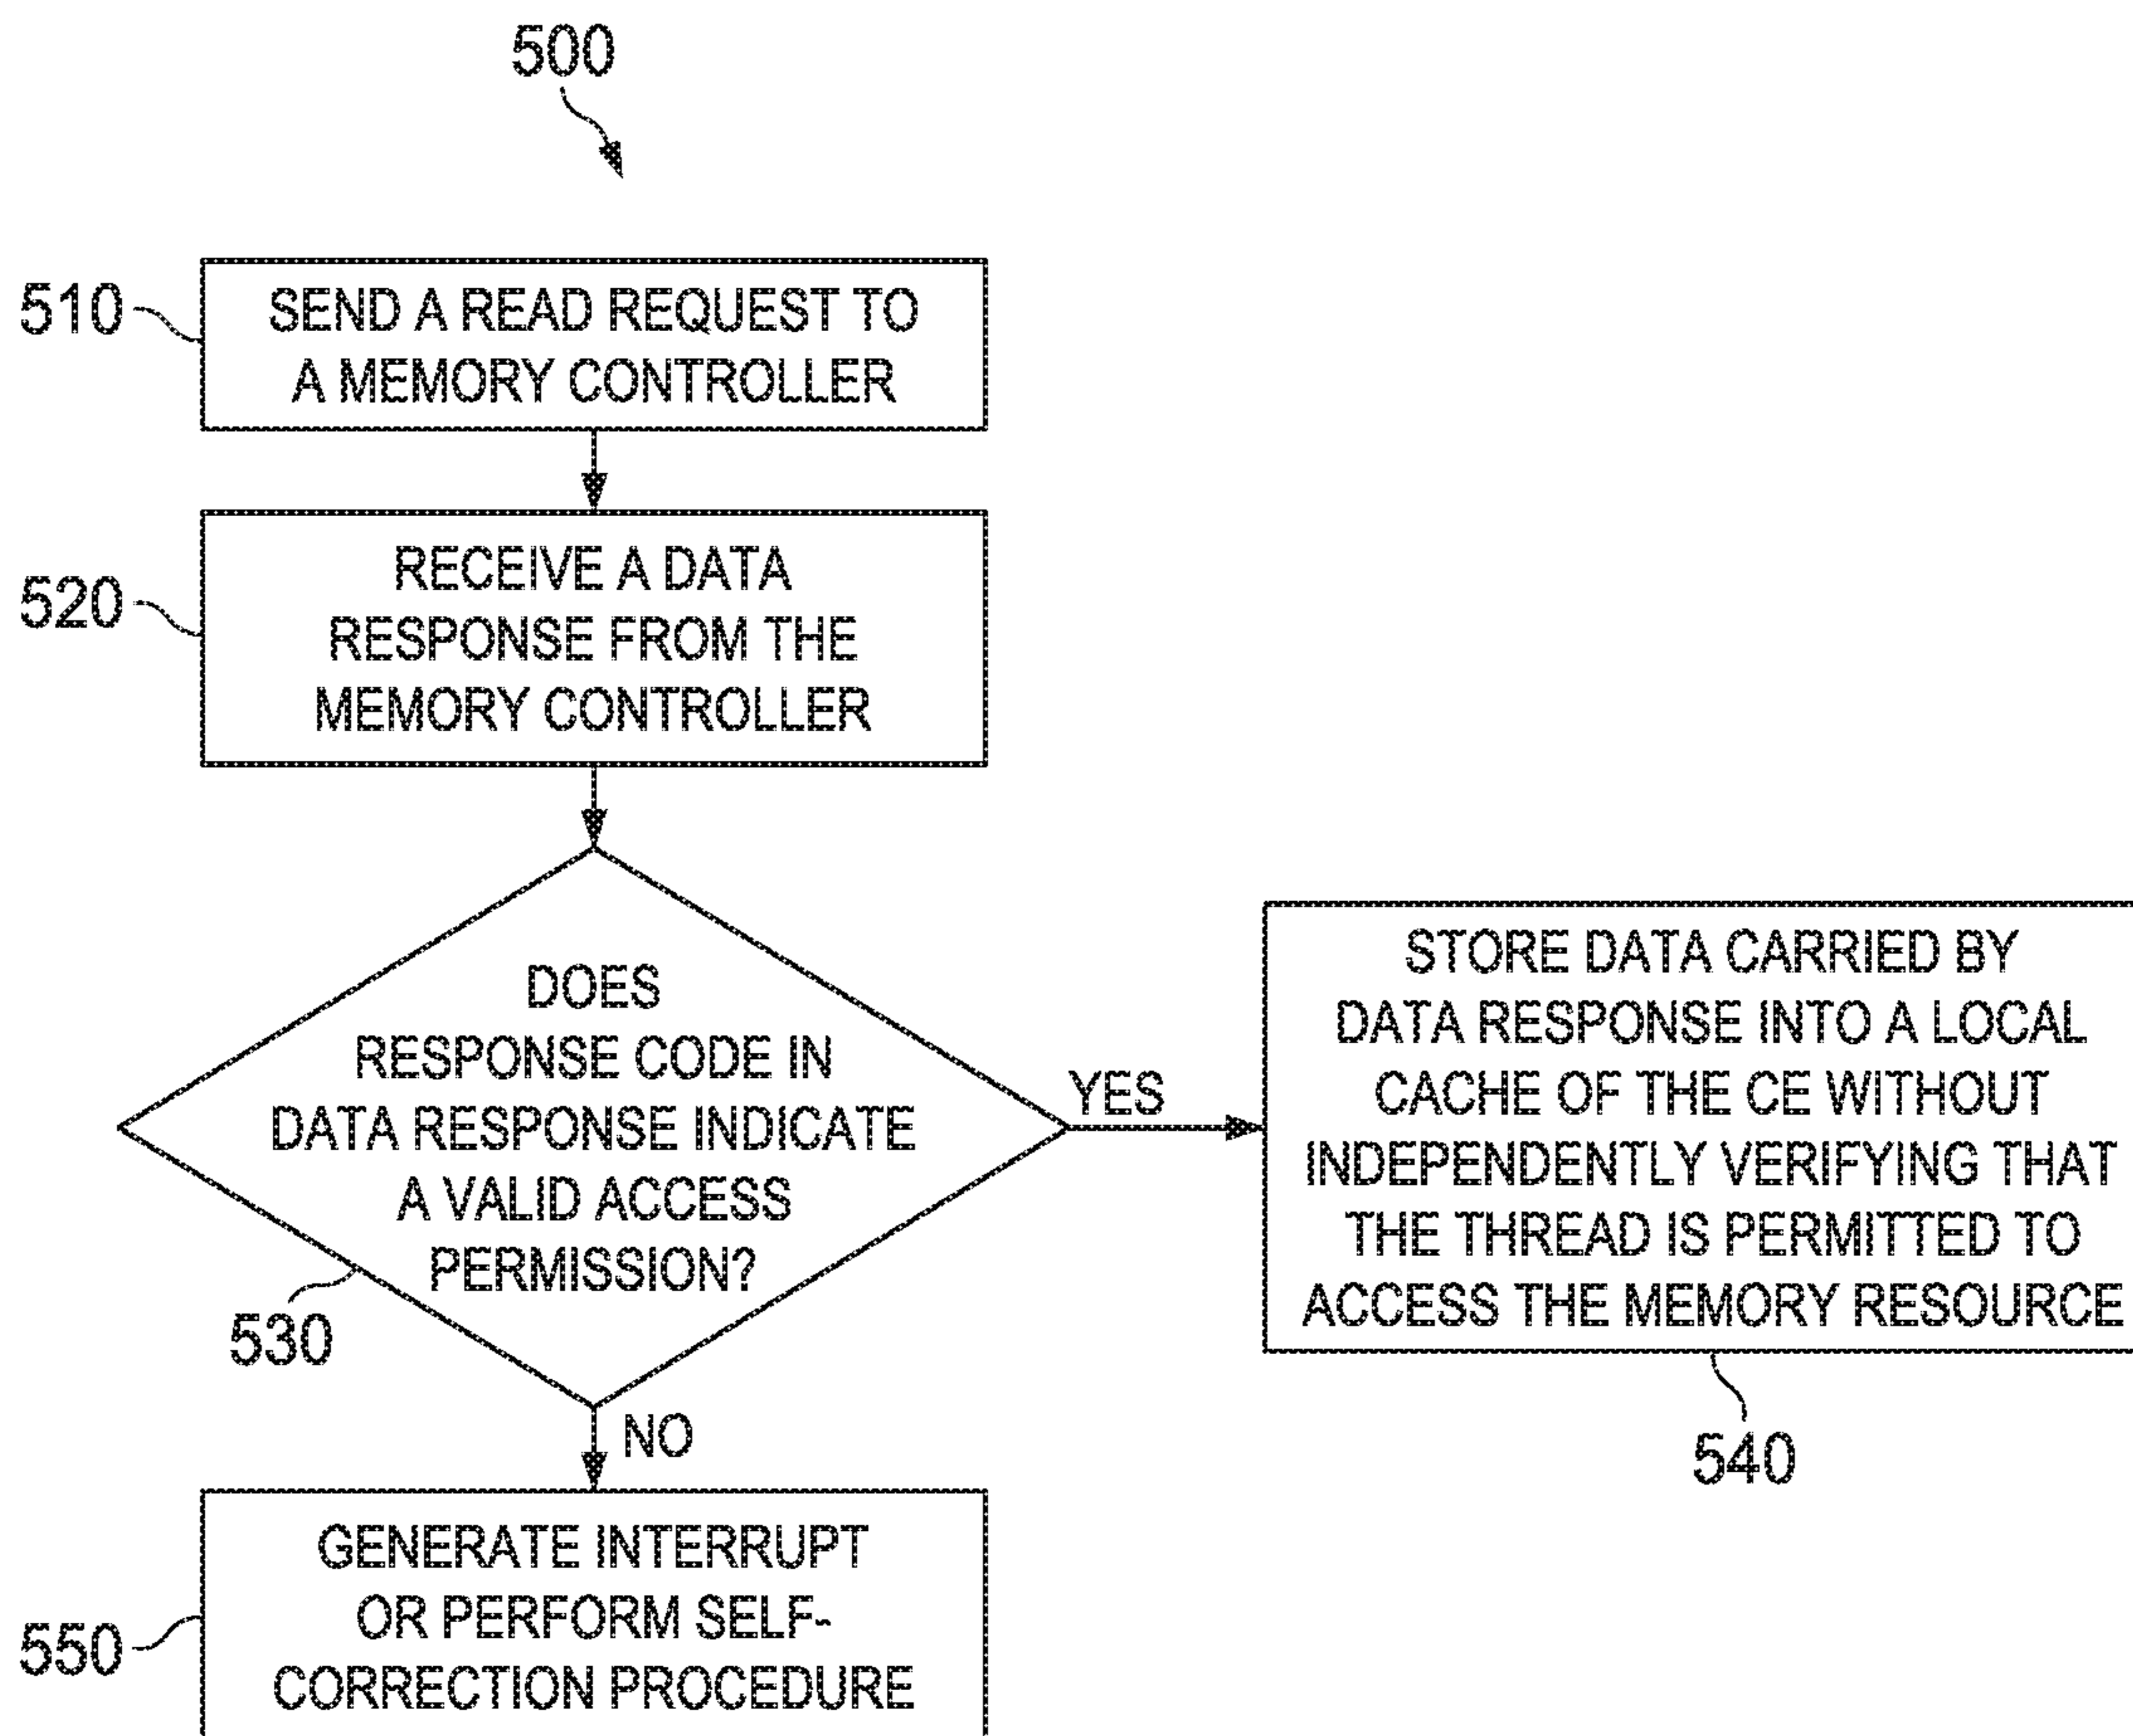 500
510
SEND A READ REQUEST TO
A MEMORY CONTROLLER
520
RECEIVE A DATA
RESPONSE FROM THE
MEMORY CONTROLLER
DOES
RESPONSE CODE IN
DATA RESPONSE INDICATE
A VALID ACCESS
PERMISSION?
530
YES
STORE DATA CARRIED BY
DATA RESPONSE INTO A LOCAL
CACHE OF THE CE WITHOUT
INDEPENDENTLY VERIFYING THAT
THE THREAD IS PERMITTED TO
ACCESS THE MEMORY RESOURCE
540
NO
550
GENERATE INTERRUPT
OR PERFORM SELF-
CORRECTION PROCEDURE